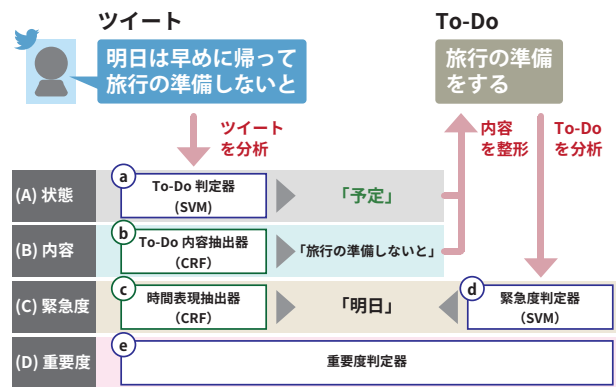 ツイート
To-Do
明日は早めに帰って
旅行の準備しないと
旅行の準備
をする
ツイート
を分析
内容
を整形
To-Do
を分析
(A) 状態
a
To-Do 判定器
(SVM)
「予定」
(B) 内容
b
To-Do 内容抽出器
（CRF）
「旅行の準備しないと」
(C) 緊急度
c
時間表現抽出器
（CRF）
「明日」
d
緊急度判定器
（SVM）
(D) 重要度
e
重要度判定器